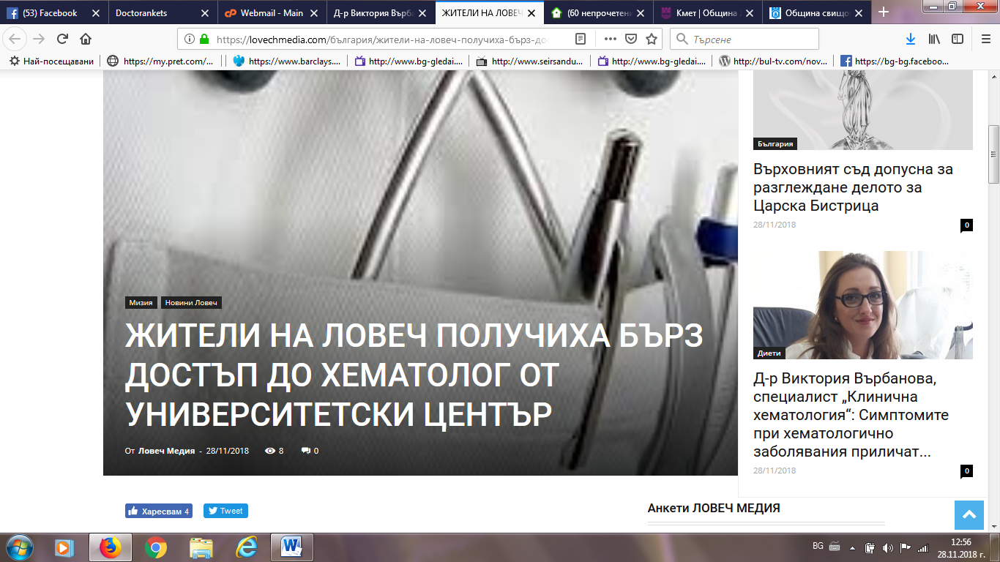 (53) Facebook
Doctorankets
Webmail - Main
Д-р Виктория Върба
ЖИТЕЛИ НА ЛОВЕЧ
(60 непрочетени
Кмет | Община
Община свищо
https://lovechmedia.com/българия/жители-на-ловеч-получиха-бърз-до
Търсене
Най-посещавани
https://my.pret.com/...
https://www.barclays....
http://www.bg-gledai....
http://www.seirsandu...
http://www.bg-gledai....
http://bul-tv.com/nov...
https://bg-bg.faceboo...
Мизия
Новини Ловеч
ЖИТЕЛИ НА ЛОВЕЧ ПОЛУЧИХА БЪРЗ
ДОСТЪП ДО ХЕМАТОЛОГ ОТ
УНИВЕРСИТЕТСКИ ЦЕНТЪР
От Ловеч Медия - 28/11/2018 8 0
Харесвам 4
Tweet
България
Върховният съд допусна за
разглеждане делото за
Царска Бистрица
28/11/2018 0
Диети
Д-р Виктория Върбанова,
специалист „Клинична
хематология“: Симптомите
при хематологично
заболявания приличат...
28/11/2018 0
Анкети ЛОВЕЧ МЕДИЯ
BG
12:56
28.11.2018 г.